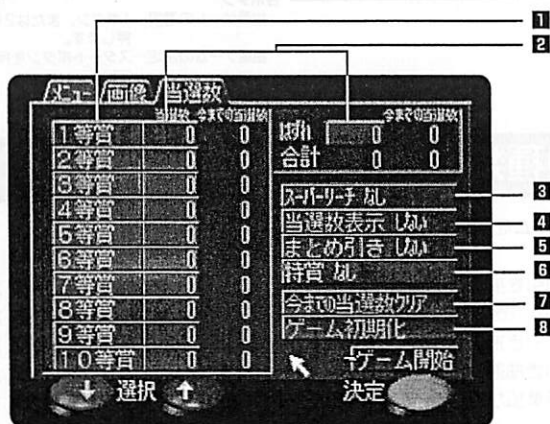 1
2
メニュー 画像 当選数
当選数 今までの当選数
1等賞 0 0
2等賞 0 0
3等賞 0 0
4等賞 0 0
5等賞 0 0
6等賞 0 0
7等賞 0 0
8等賞 0 0
9等賞 0 0
10等賞 0 0
今までの当選数
はずれ 0 0
合計 0 0
スーパーリーチ なし
3
当選数表示 しない
4
まとめ引き しない
5
特賞 なし
6
今までの当選数クリア
7
ゲーム初期化
8
ゲーム開始
↓ 選択 ↑
決定